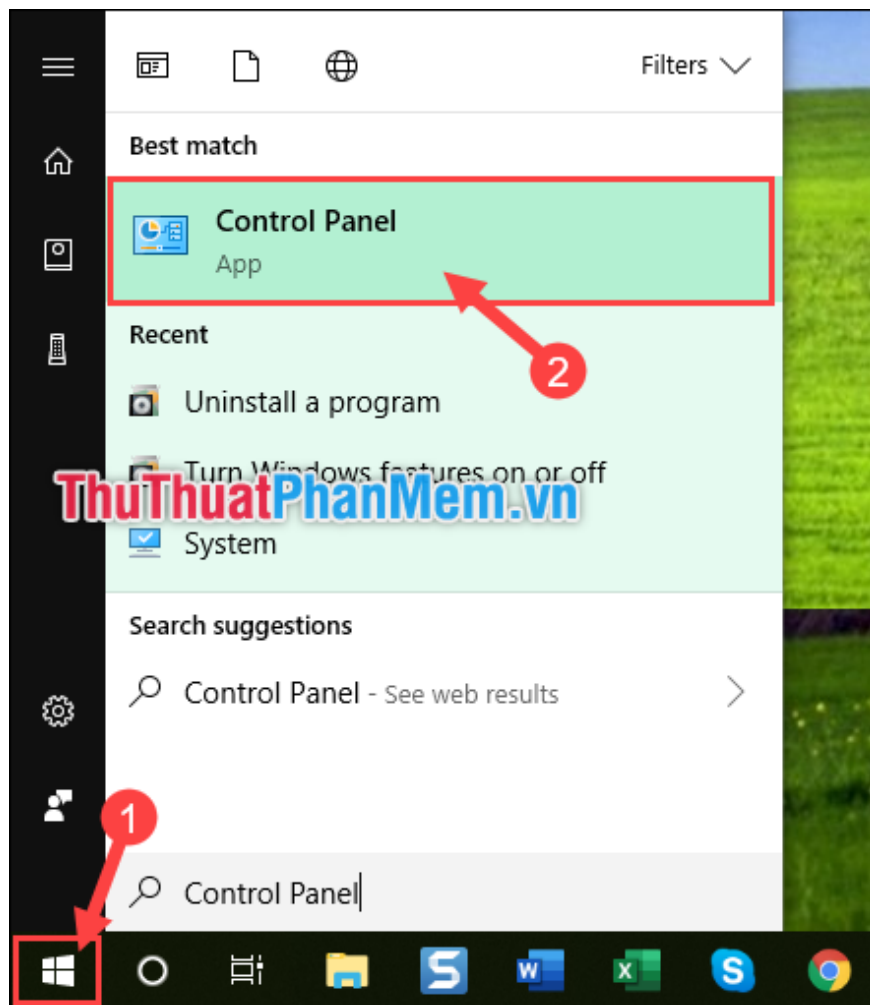 Filters
Best match
Control Panel
App
Recent
2
Uninstall a program
Turn Windows features on or off
ThuThuatPhanMem.vn
System
Search suggestions
Control Panel - See web results
1
Control Panel
S W X S